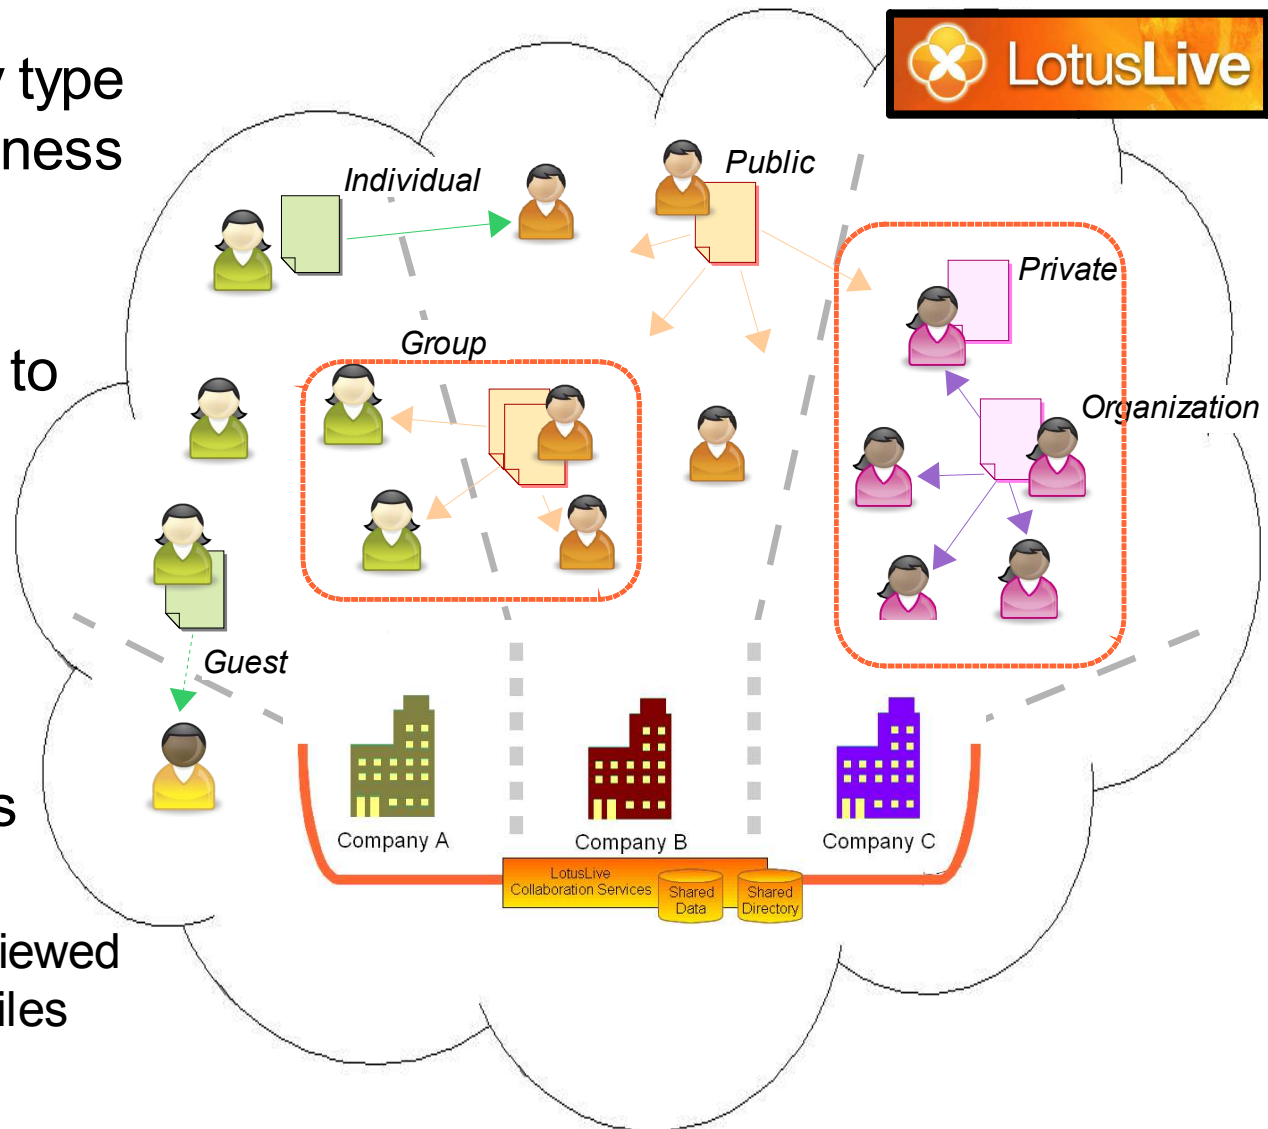 LotusLive
y type
ness
to
s
iewed
iles
Individual
Public
Private
Group
Organization
Guest
Company A
Company B
Company C
LotusLive
Collaboration Services
Shared
Data
Shared
Directory